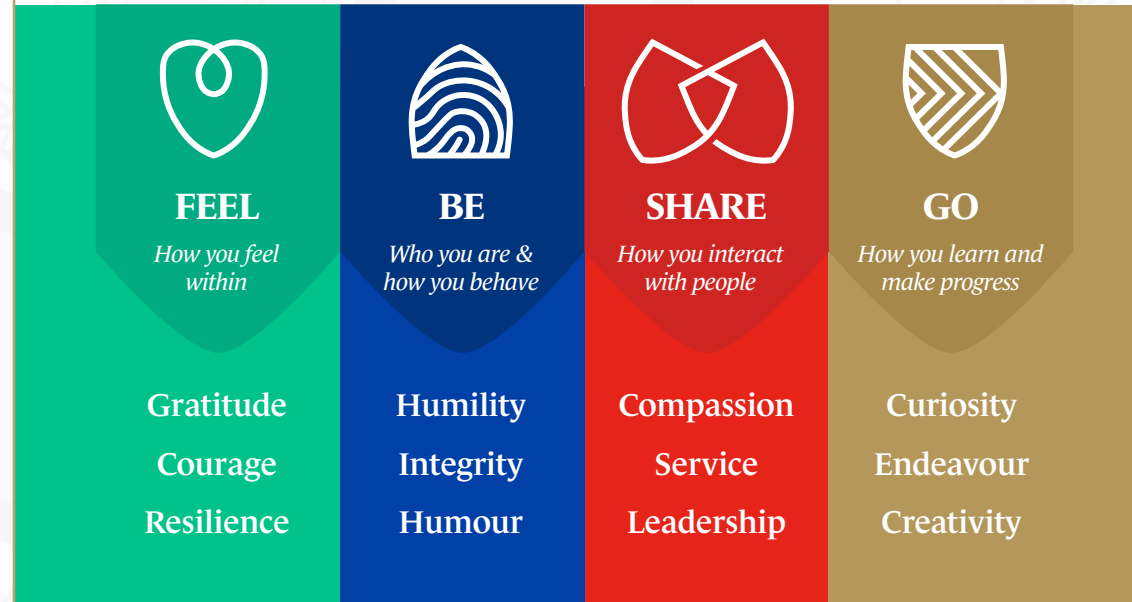 FEEL
How you feel
within
Gratitude
Courage
Resilience
BE
Who you are &
how you behave
Humility
Integrity
Humour
SHARE
How you interact
with people
Compassion
Service
Leadership
GO
How you learn and
make progress
Curiosity
Endeavour
Creativity